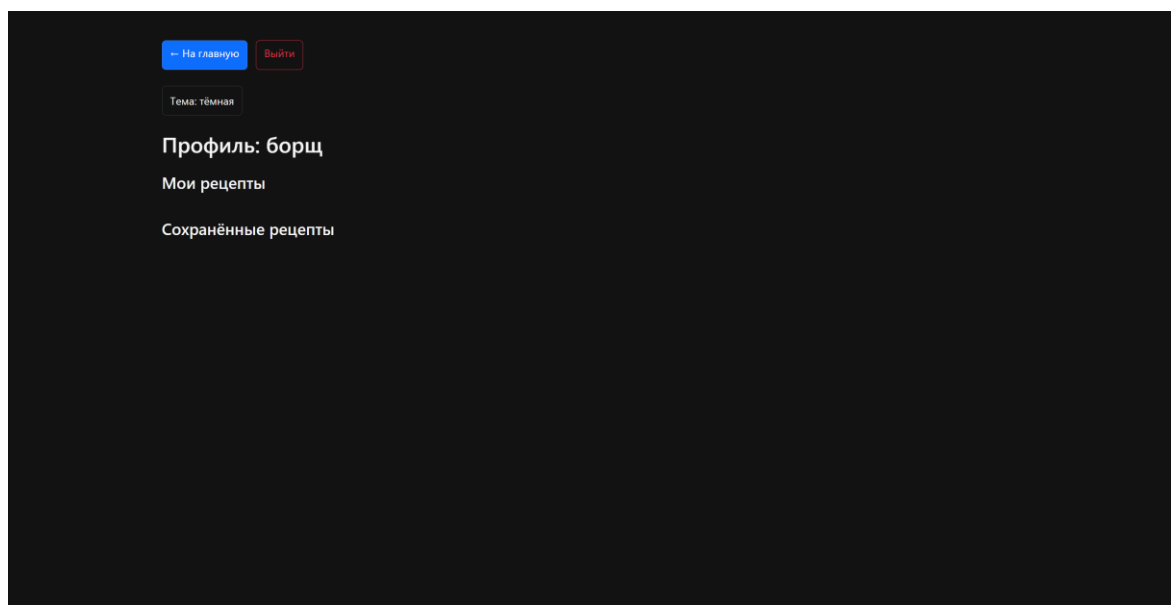 ← На главную Выйти
Тема: тёмная
Профиль: борщ
Мои рецепты
Сохранённые рецепты